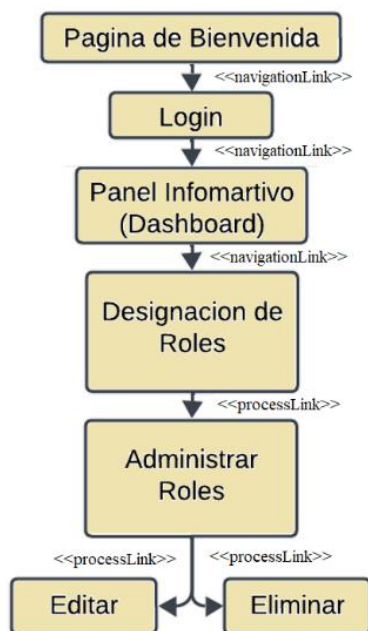 Pagina de Bienvenida
<<navigationLink>>
Login
<<navigationLink>>
Panel Infomartivo
(Dashboard)
<<navigationLink>>
Designacion de
Roles
<<processLink>>
Administrar
Roles
<<processLink>>
<<processLink>>
Editar
Eliminar